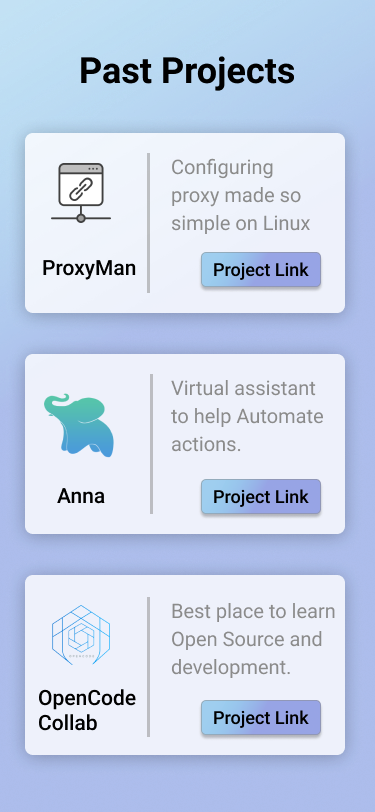 Past Projects
Configuring
proxy made so
simple on Linux
ProxyMan
Project Link
Virtual assistant
to help Automate
actions.
Anna
Project Link
Best place to learn
Open Source and
development.
OpenCode
Collab
Project Link